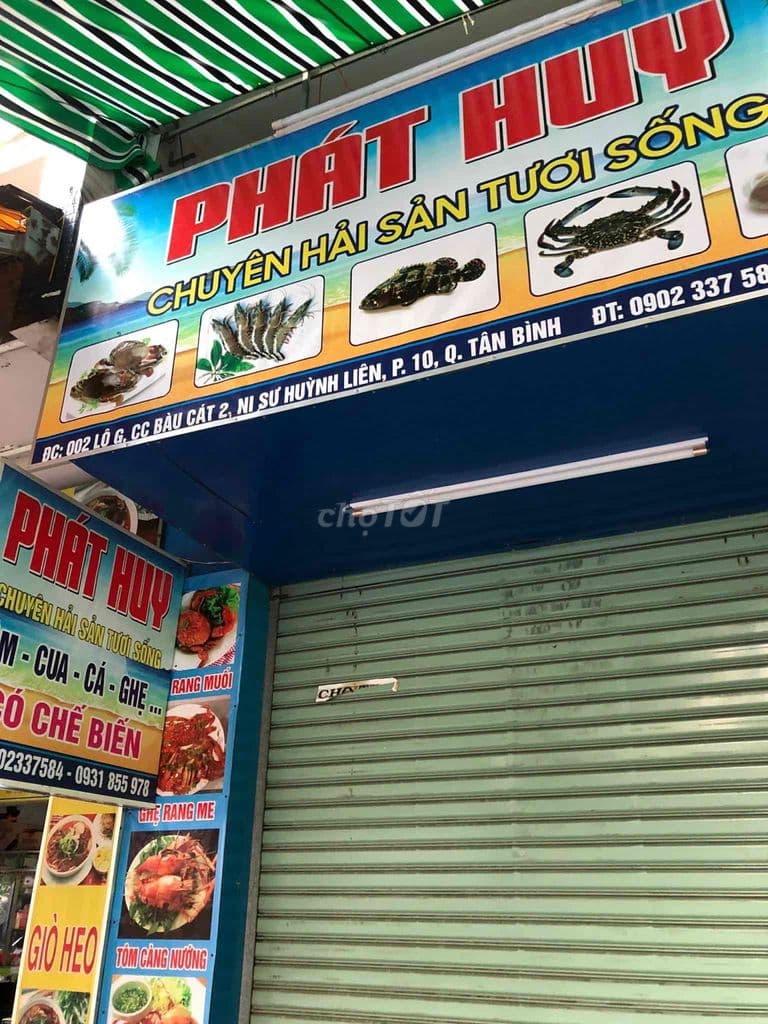 PHÁT HUY
CHUYÊN HẢI SẢN TƯƠI SỐNG
ĐC: 002 LÔ G, CC BÀU CÁT 2, NI SƯ HUỲNH LIÊN, P. 10, Q. TÂN BÌNH ĐT: 0902 337 58
chợTỐT
PHÁT HUY
CHUYÊN HẢI SẢN TƯƠI SỐNG
M - CUA - CÁ - GHẸ ...
CÓ CHẾ BIẾN
02337584 - 0931 855 978
RANG MUỐI
GHẸ RANG ME
TÔM CÀNG NƯỚNG
GIÒ HEO